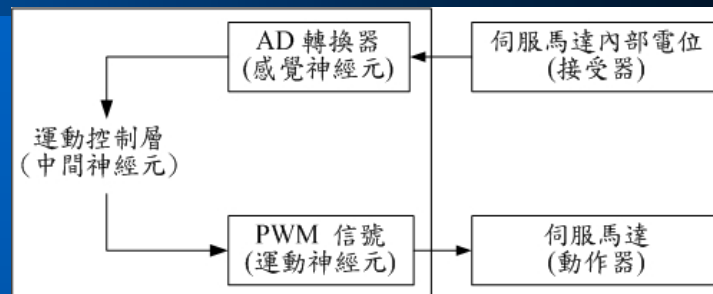 AD 轉換器
(感覺神經元)
伺服馬達內部電位
(接受器)
運動控制層
(中間神經元)
PWM 信號
(運動神經元)
伺服馬達
(動作器)